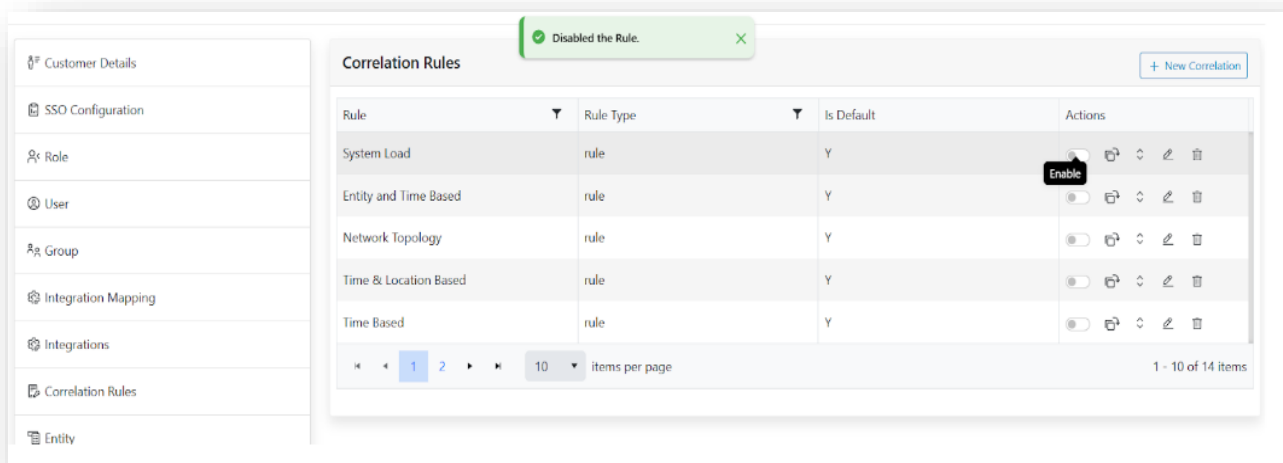 Disabled the Rule.
Customer Details
SSO Configuration
Role
User
Group
Integration Mapping
Integrations
Correlation Rules
Entity
Correlation Rules
+ New Correlation
Rule Rule Type Is Default Actions
System Load rule Y
Enable
Entity and Time Based rule Y
Network Topology rule Y
Time & Location Based rule Y
Time Based rule Y
1 2 10 items per page 1 - 10 of 14 items